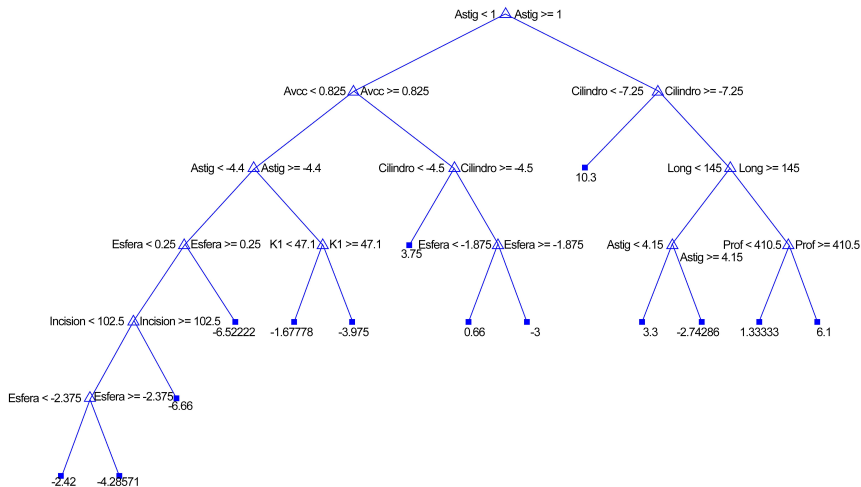 Astig < 1 Astig >= 1
Avcc < 0.825 Avcc >= 0.825
Cilindro < -7.25 Cilindro >= -7.25
Astig < -4.4 Astig >= -4.4
Cilindro < -4.5 Cilindro >= -4.5
10.3
Long < 145 Long >= 145
Esfera < 0.25 Esfera >= 0.25
K1 < 47.1 K1 >= 47.1
3.75
Esfera < -1.875 Esfera >= -1.875
Astig < 4.15 Astig >= 4.15
Prof < 410.5 Prof >= 410.5
Incision < 102.5 Incision >= 102.5
-6.52222
-1.67778
-3.975
0.66
-3
3.3
-2.74286
1.33333
6.1
Esfera < -2.375 Esfera >= -2.375
-6.66
-2.42
-4.28571